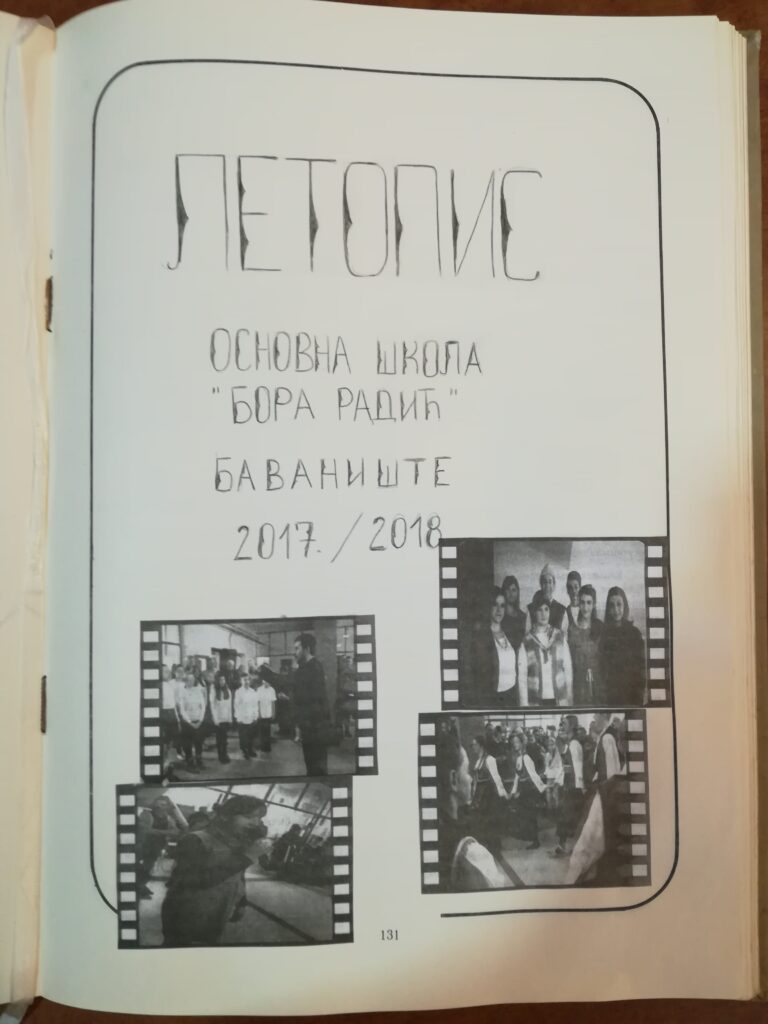 ЛЕТОПИС
ОСНОВНА ШКОЛА
"БОРА РАДИЋ"
БАВАНИШТЕ
2017. / 2018
131